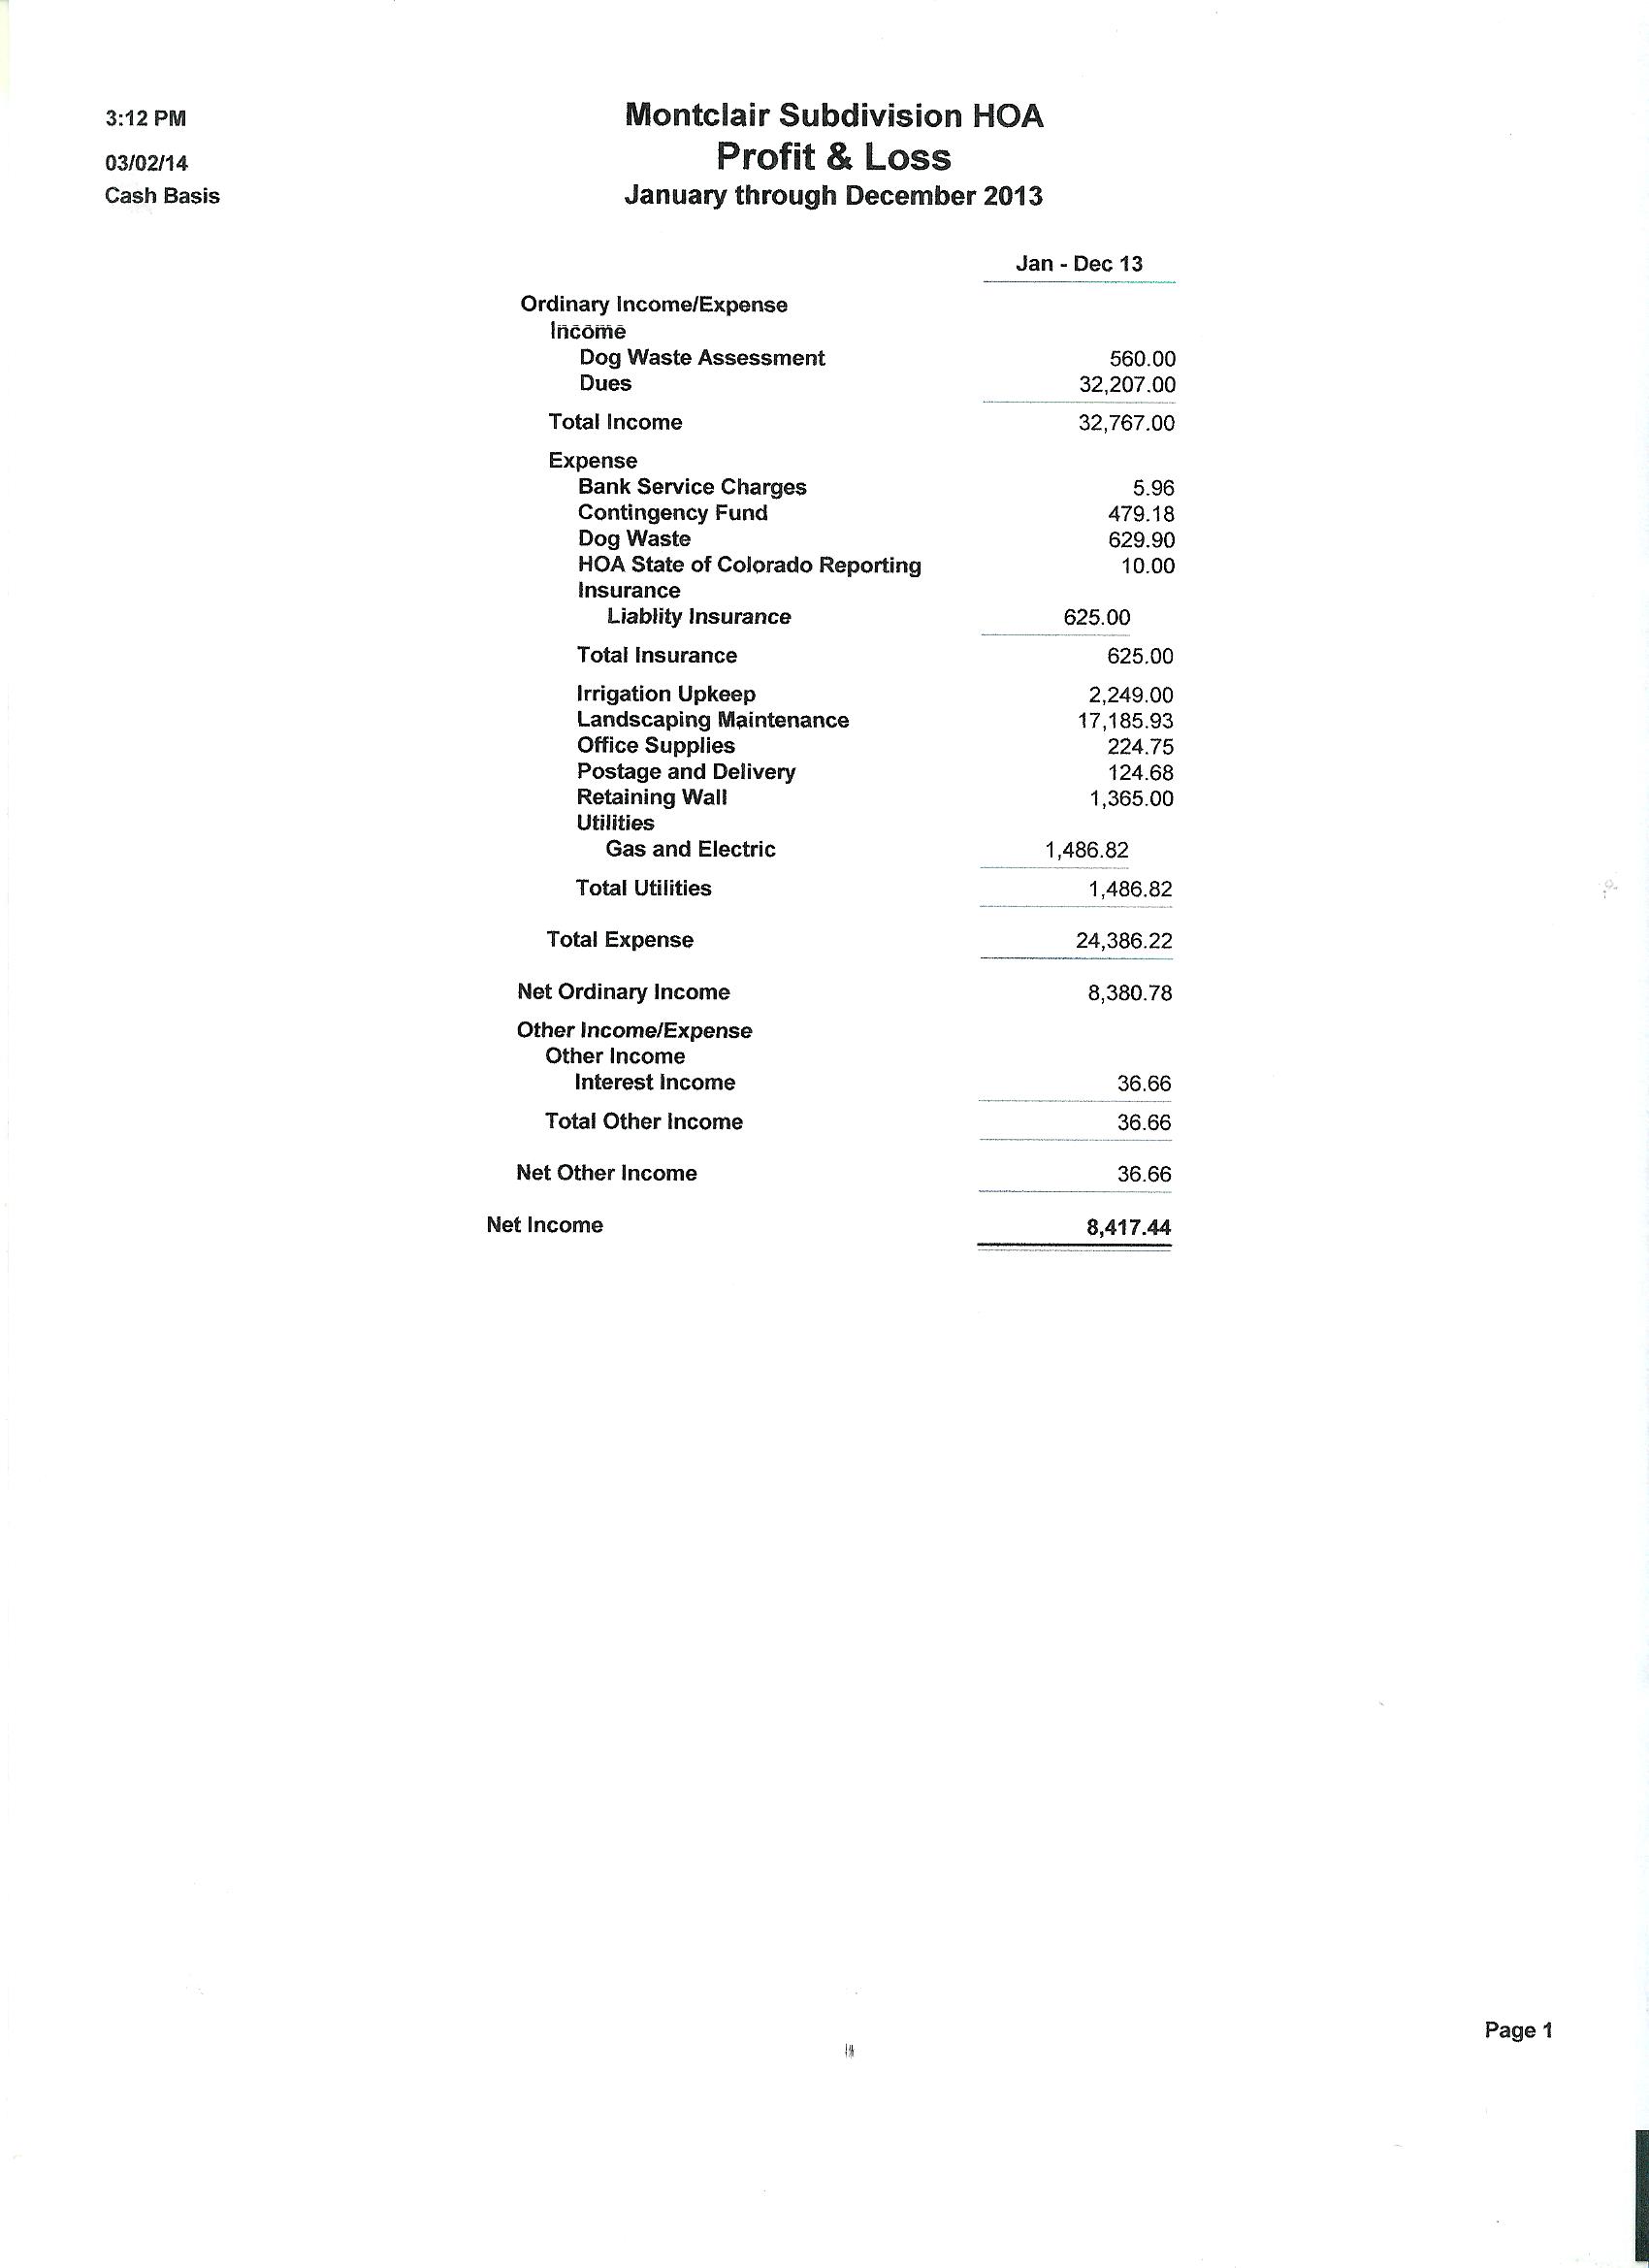 3:12 PM
03/02/14
Cash Basis
Montclair Subdivision HOA
Profit & Loss
January through December 2013
Jan - Dec 13
Ordinary Income/Expense
Income
Dog Waste Assessment 560.00
Dues 32,207.00
Total Income 32,767.00
Expense
Bank Service Charges 5.96
Contingency Fund 479.18
Dog Waste 629.90
HOA State of Colorado Reporting 10.00
Insurance
Liablity Insurance 625.00
Total Insurance 625.00
Irrigation Upkeep 2,249.00
Landscaping Maintenance 17,185.93
Office Supplies 224.75
Postage and Delivery 124.68
Retaining Wall 1,365.00
Utilities
Gas and Electric 1,486.82
Total Utilities 1,486.82
Total Expense 24,386.22
Net Ordinary Income 8,380.78
Other Income/Expense
Other Income
Interest Income 36.66
Total Other Income 36.66
Net Other Income 36.66
Net Income 8,417.44
Page 1